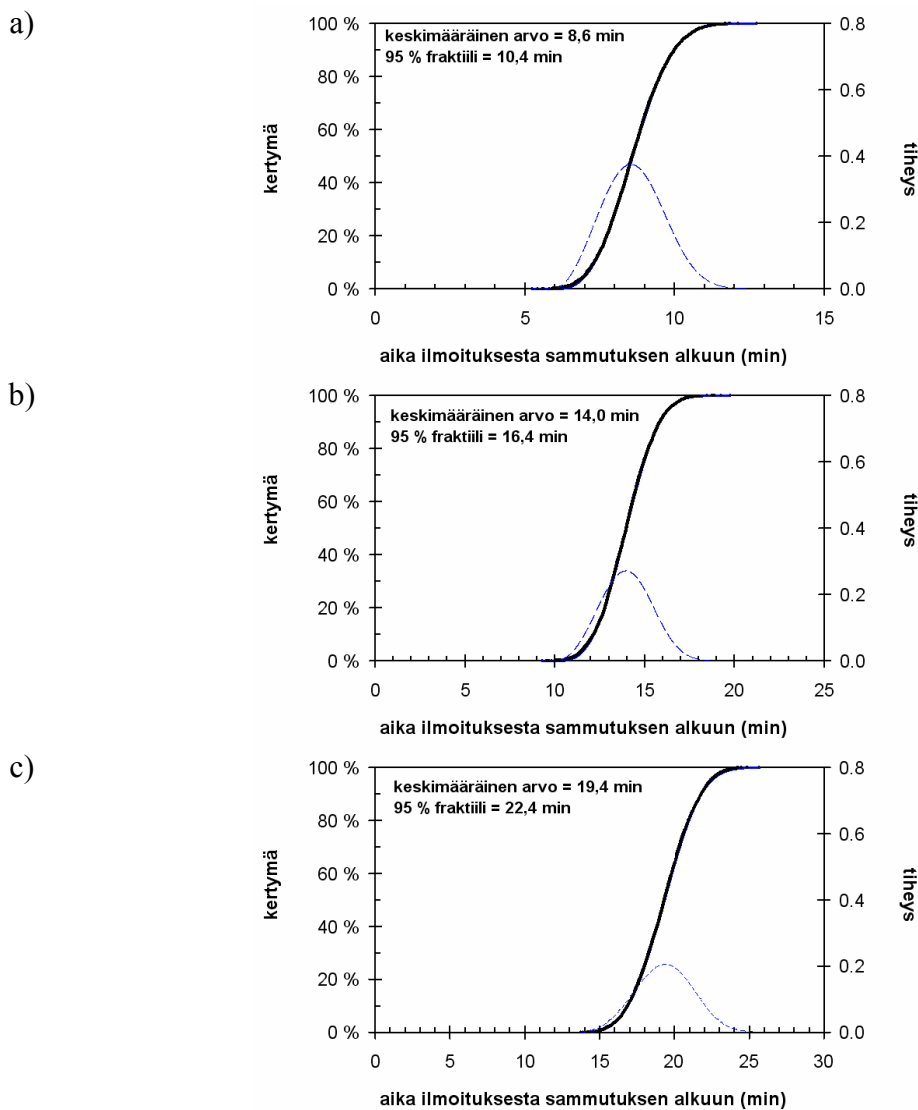 a)
100 %
80 %
60 %
40 %
20 %
0 %
kertymä
keskimääräinen arvo = 8,6 min
95 % fraktiili = 10,4 min
0.8
0.6
0.4
0.2
0.0
tiheys
0 5 10 15
aika ilmoituksesta sammutuksen alkuun (min)
b)
100 %
80 %
60 %
40 %
20 %
0 %
kertymä
keskimääräinen arvo = 14,0 min
95 % fraktiili = 16,4 min
0.8
0.6
0.4
0.2
0.0
tiheys
0 5 10 15 20 25
aika ilmoituksesta sammutuksen alkuun (min)
c)
100 %
80 %
60 %
40 %
20 %
0 %
kertymä
keskimääräinen arvo = 19,4 min
95 % fraktiili = 22,4 min
0.8
0.6
0.4
0.2
0.0
tiheys
0 5 10 15 20 25 30
aika ilmoituksesta sammutuksen alkuun (min)